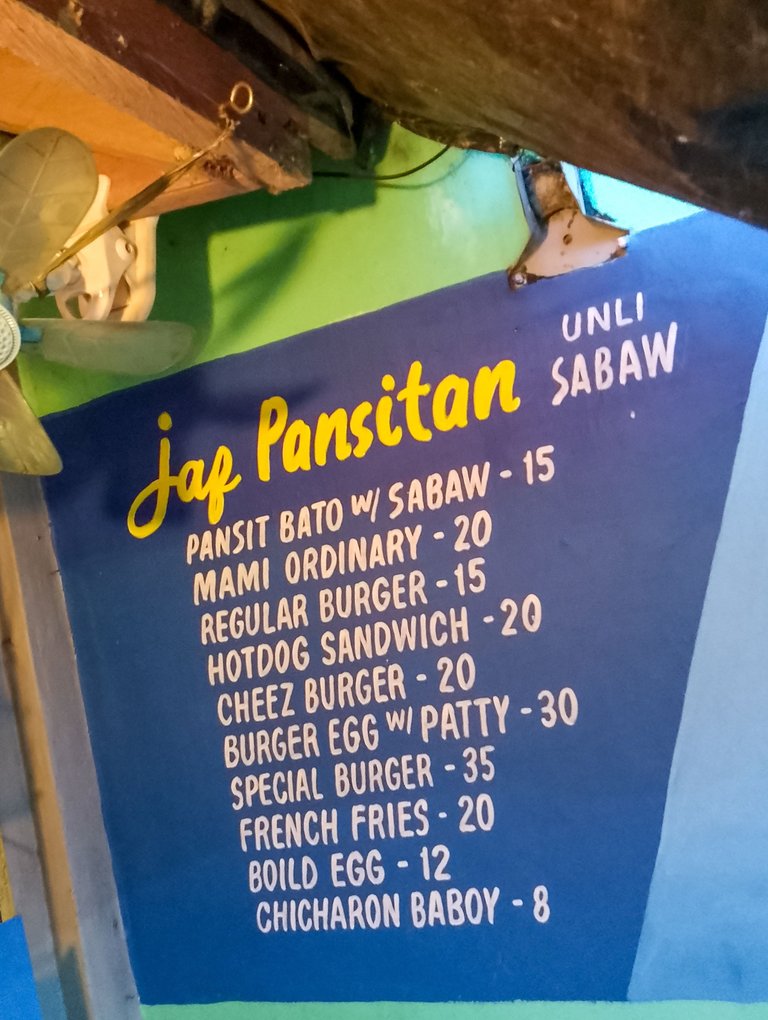 UNLI
SABAW
jaf Pansitan
PANSIT BATO W/ SABAW - 15
MAMI ORDINARY - 20
REGULAR BURGER - 15
HOTDOG SANDWICH - 20
CHEEZ BURGER - 20
BURGER EGG W/ PATTY - 30
SPECIAL BURGER - 35
FRENCH FRIES - 20
BOILD EGG - 12
CHICHARON BABOY - 8